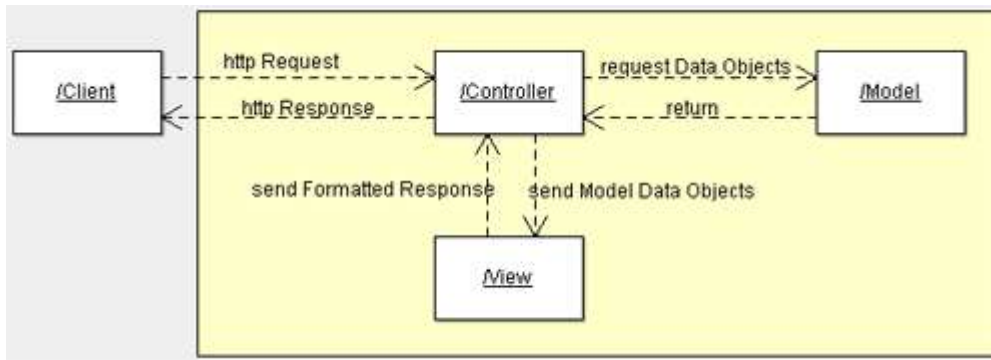 http Request
request Data Objects
/Client
/Controller
/Model
http Response
return
send Formatted Response
send Model Data Objects
/View